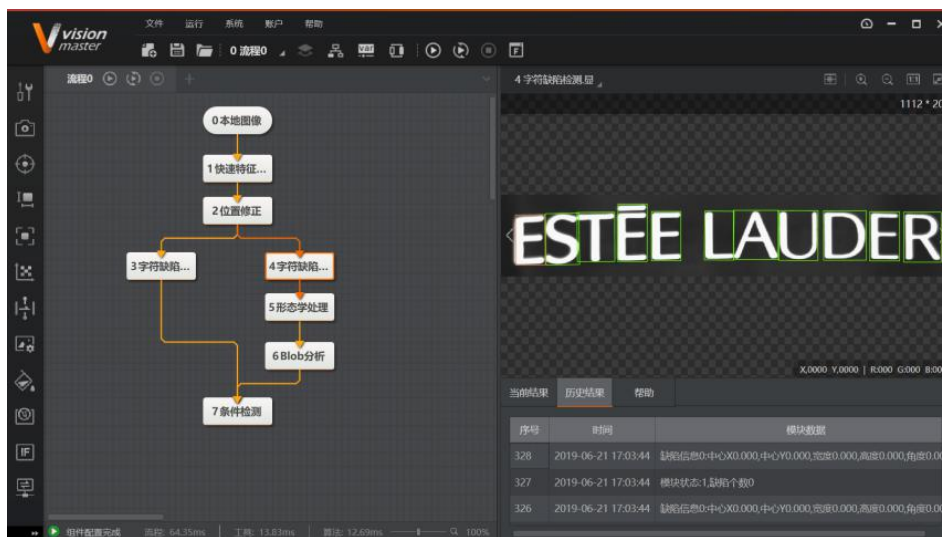 vision
master
文件 运行 系统 账户 帮助
0 流程0 var
流程0
0本地图像
1快速特征...
2位置修正
3字符缺陷...
4字符缺陷...
5形态学处理
6Blob分析
7条件检测
组件配置完成 流程: 64.35ms 工具: 13.83ms 算法: 12.69ms 100%
4 字符缺陷检测.显
1:1
1112 * 20
ESTĒE LAUDER
X,0000 Y,0000 | R:000 G:000 B:00
当前结果 历史结果 帮助
序号 时间 模块数据
328 2019-06-21 17:03:44 缺陷信息0:中心X0.000,中心Y0.000,宽度0.000,高度0.000,角度0.00
327 2019-06-21 17:03:44 模块状态:1,缺陷个数0
326 2019-06-21 17:03:44 缺陷信息0:中心X0.000,中心Y0.000,宽度0.000,高度0.000,角度0.00
IF